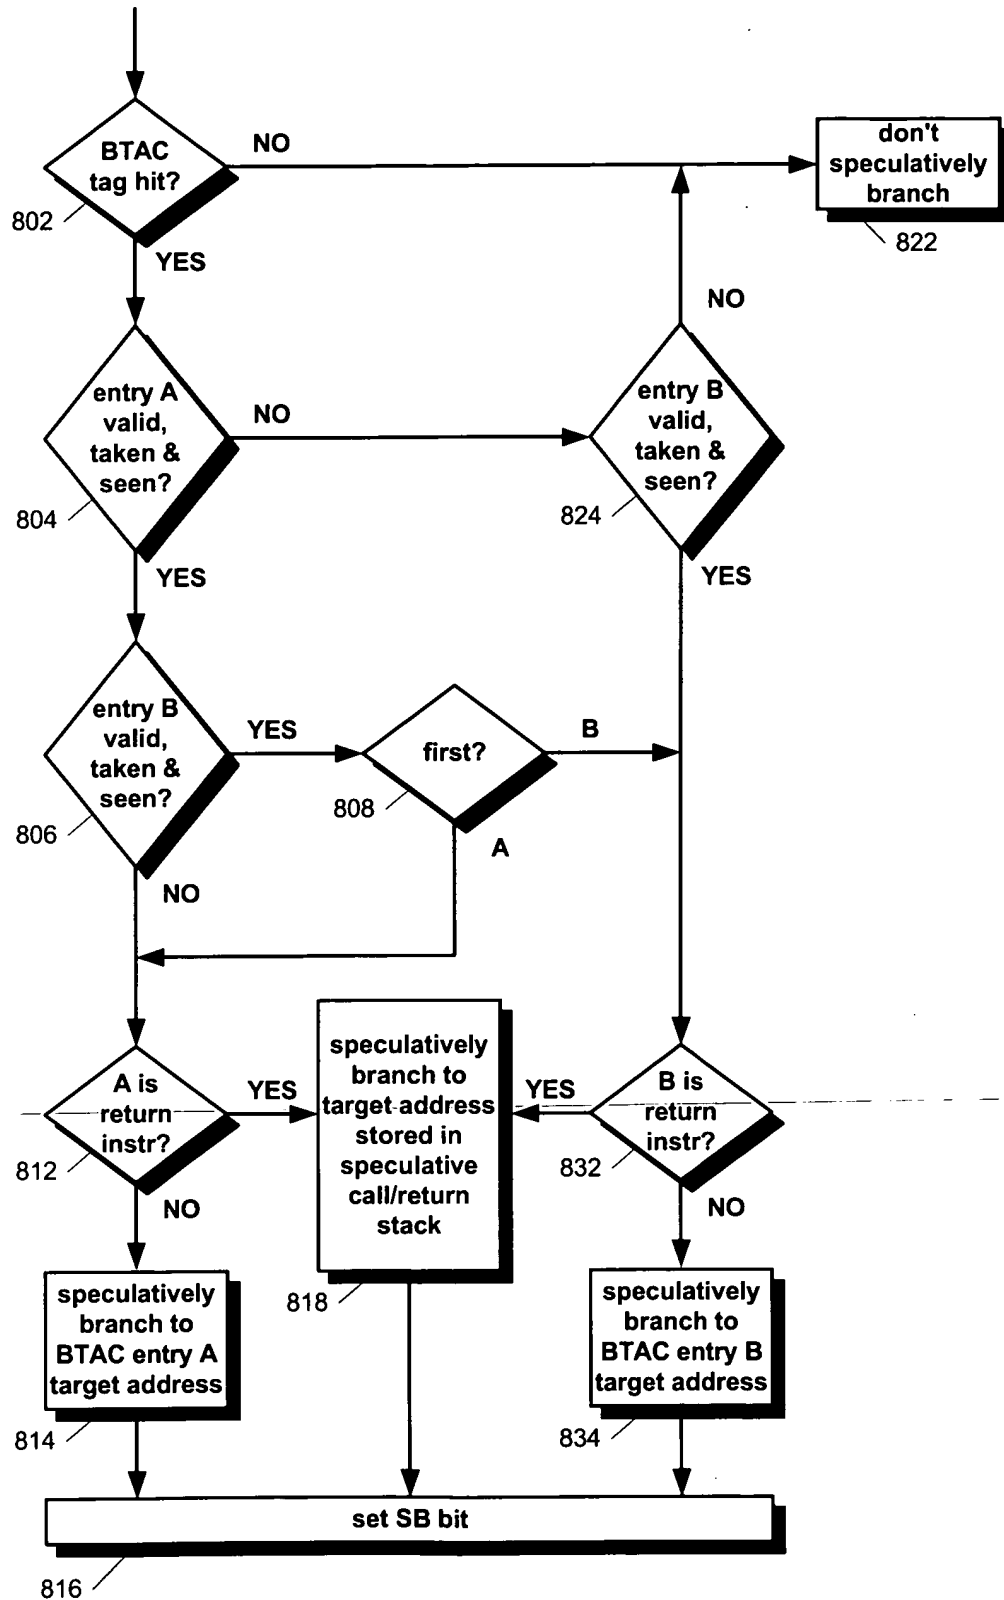 BTAC
tag hit?
NO
802
YES
don't
speculatively
branch
822
NO
entry A
valid,
taken &
seen?
NO
804
YES
entry B
valid,
taken &
seen?
824
YES
entry B
valid,
taken &
seen?
YES
806
NO
first?
B
808
A
A is
return
instr?
YES
812
NO
speculatively
branch to
target address
stored in
speculative
call/return
stack
818
YES
B is
return
instr?
832
NO
speculatively
branch to
BTAC entry A
target address
814
speculatively
branch to
BTAC entry B
target address
834
set SB bit
816